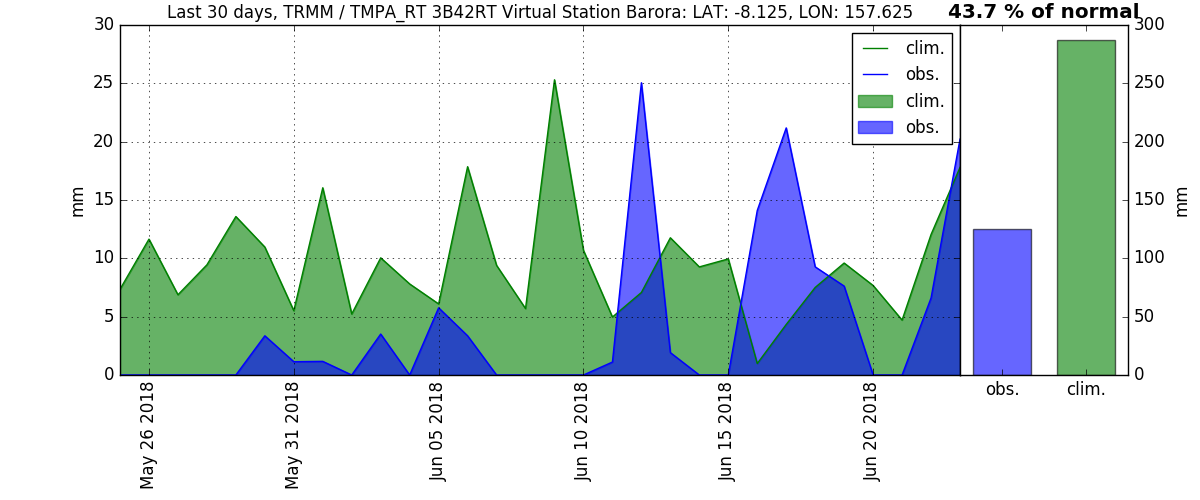 Last 30 days, TRMM / TMPA_RT 3B42RT Virtual Station Barora: LAT: -8.125, LON: 157.625
43.7 % of normal
30
25
20
15
10
5
0
mm
clim.
obs.
clim.
obs.
300
250
200
150
100
50
0
mm
obs.
clim.
May 26 2018
May 31 2018
Jun 05 2018
Jun 10 2018
Jun 15 2018
Jun 20 2018